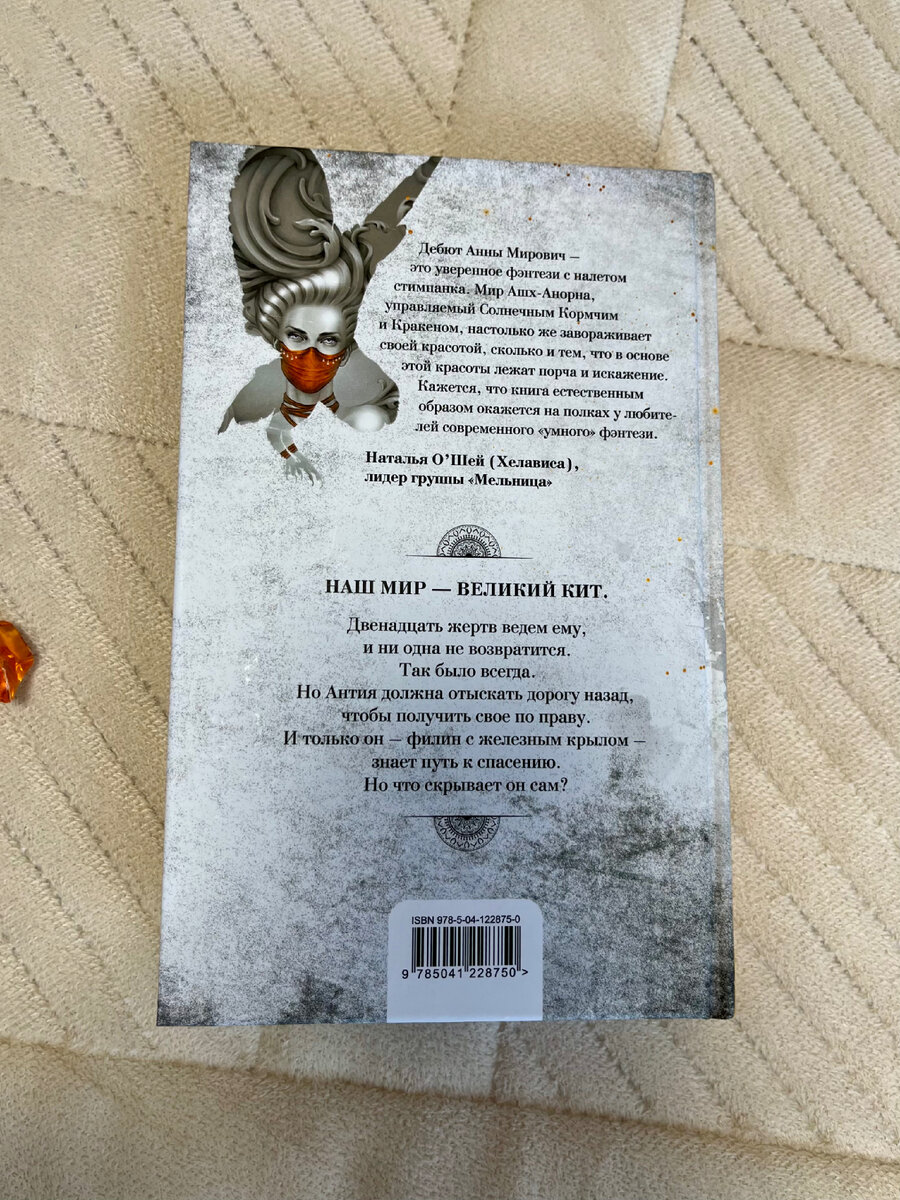 Дебют Анны Мирович —
это уверенное фэнтези с налетом
стимпанка. Мир Ашх-Анорна,
управляемый Солнечным Кормчим
и Кракеном, настолько же завораживает
своей красотой, сколько и тем, что в основе
этой красоты лежат порча и искажение.
Кажется, что книга естественным
образом окажется на полках у любите-
лей современного «умного» фэнтези.
Наталья О’Шей (Хелависа),
лидер группы «Мельница»
НАШ МИР — ВЕЛИКИЙ КИТ.
Двенадцать жертв ведем ему,
и ни одна не возвратится.
Так было всегда.
Но Антия должна отыскать дорогу назад,
чтобы получить свое по праву.
И только он — филин с железным крылом —
знает путь к спасению.
Но что скрывает он сам?
ISBN 978-5-04-122875-0
9 785041 228750 >